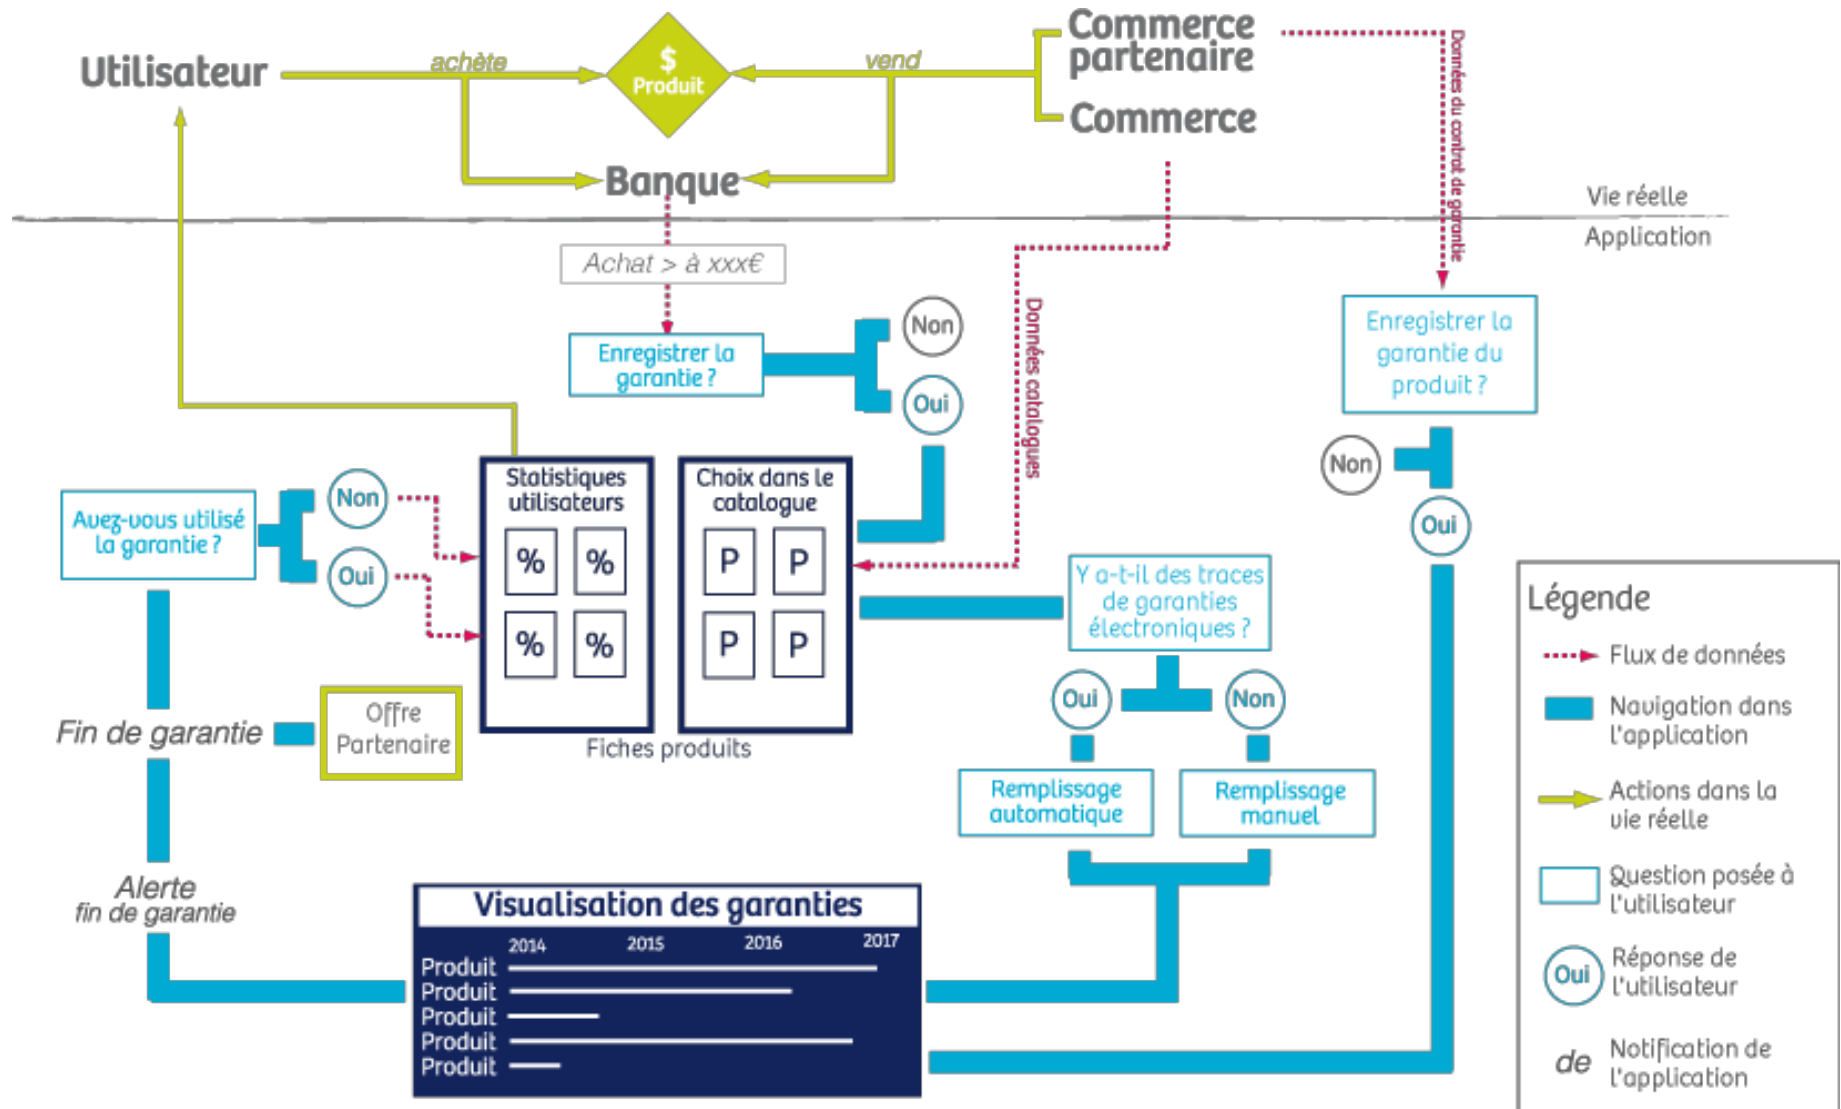 Utilisateur
achète
$
Produit
vend
Commerce
partenaire
Commerce
Banque
Données du contrat de garantie
Vie réelle
Application
Achat > à xxx€
Enregistrer la
garantie ?
Non
Oui
Données catalogues
Enregistrer la
garantie du
produit ?
Non
Oui
Avez-vous utilisé
la garantie ?
Non
Oui
Statistiques
utilisateurs
% %
% %
Choix dans le
catalogue
P P
P P
Fiches produits
Y a-t-il des traces
de garanties
électroniques ?
Oui
Non
Remplissage
automatique
Remplissage
manuel
Fin de garantie
Offre
Partenaire
Alerte
fin de garantie
Visualisation des garanties
2014 2015 2016 2017
Produit
Produit
Produit
Produit
Produit
Légende
Flux de données
Navigation dans
l'application
Actions dans la
vie réelle
Question posée à
l'utilisateur
Oui
Réponse de
l'utilisateur
de
Notification de
l'application